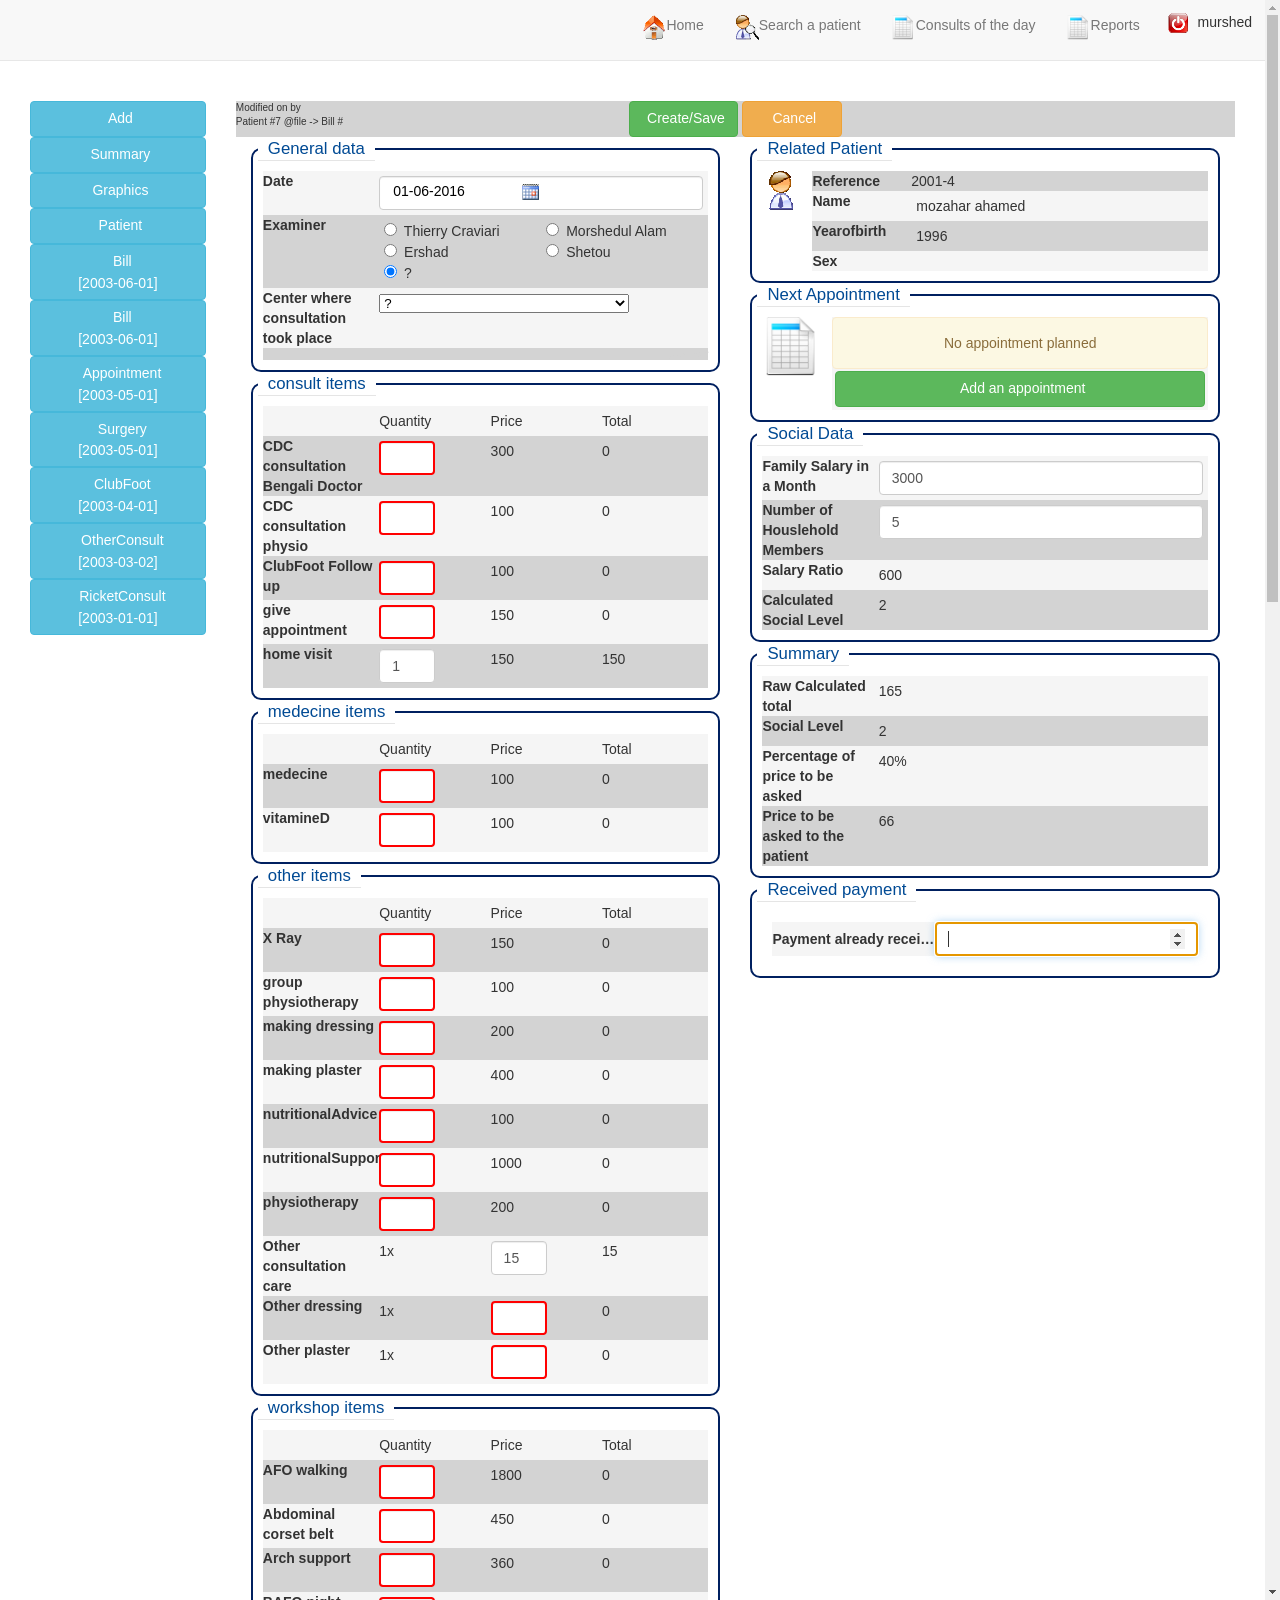 Home
Search a patient
Consults of the day
Reports
murshed
Add
Summary
Graphics
Patient
Bill
[2003-06-01]
Bill
[2003-06-01]
Appointment
[2003-05-01]
Surgery
[2003-05-01]
ClubFoot
[2003-04-01]
OtherConsult
[2003-03-02]
RicketConsult
[2003-01-01]
Modified on by
Patient #7 @file -> Bill #
Create/Save
Cancel
General data
Date
01-06-2016
Examiner
Thierry Craviari
Morshedul Alam
Ershad
Shetou
?
Center where
consultation
took place
?
consult items
Quantity Price Total
CDC
consultation
Bengali Doctor
300 0
CDC
consultation
physio
100 0
ClubFoot Follow
up
100 0
give
appointment
150 0
home visit 1 150 150
medecine items
Quantity Price Total
medecine 100 0
vitamineD 100 0
other items
Quantity Price Total
X Ray 150 0
group
physiotherapy
100 0
making dressing 200 0
making plaster 400 0
nutritionalAdvice 100 0
nutritionalSuppor 1000 0
physiotherapy 200 0
Other
consultation
care
1x 15 15
Other dressing 1x 0
Other plaster 1x 0
workshop items
Quantity Price Total
AFO walking 1800 0
Abdominal
corset belt
450 0
Arch support 360 0
Related Patient
Reference 2001-4
Name mozahar ahamed
Yearofbirth 1996
Sex
Next Appointment
No appointment planned
Add an appointment
Social Data
Family Salary in
a Month
3000
Number of
Houslehold
Members
5
Salary Ratio 600
Calculated
Social Level
2
Summary
Raw Calculated
total
165
Social Level 2
Percentage of
price to be
asked
40%
Price to be
asked to the
patient
66
Received payment
Payment already recei...